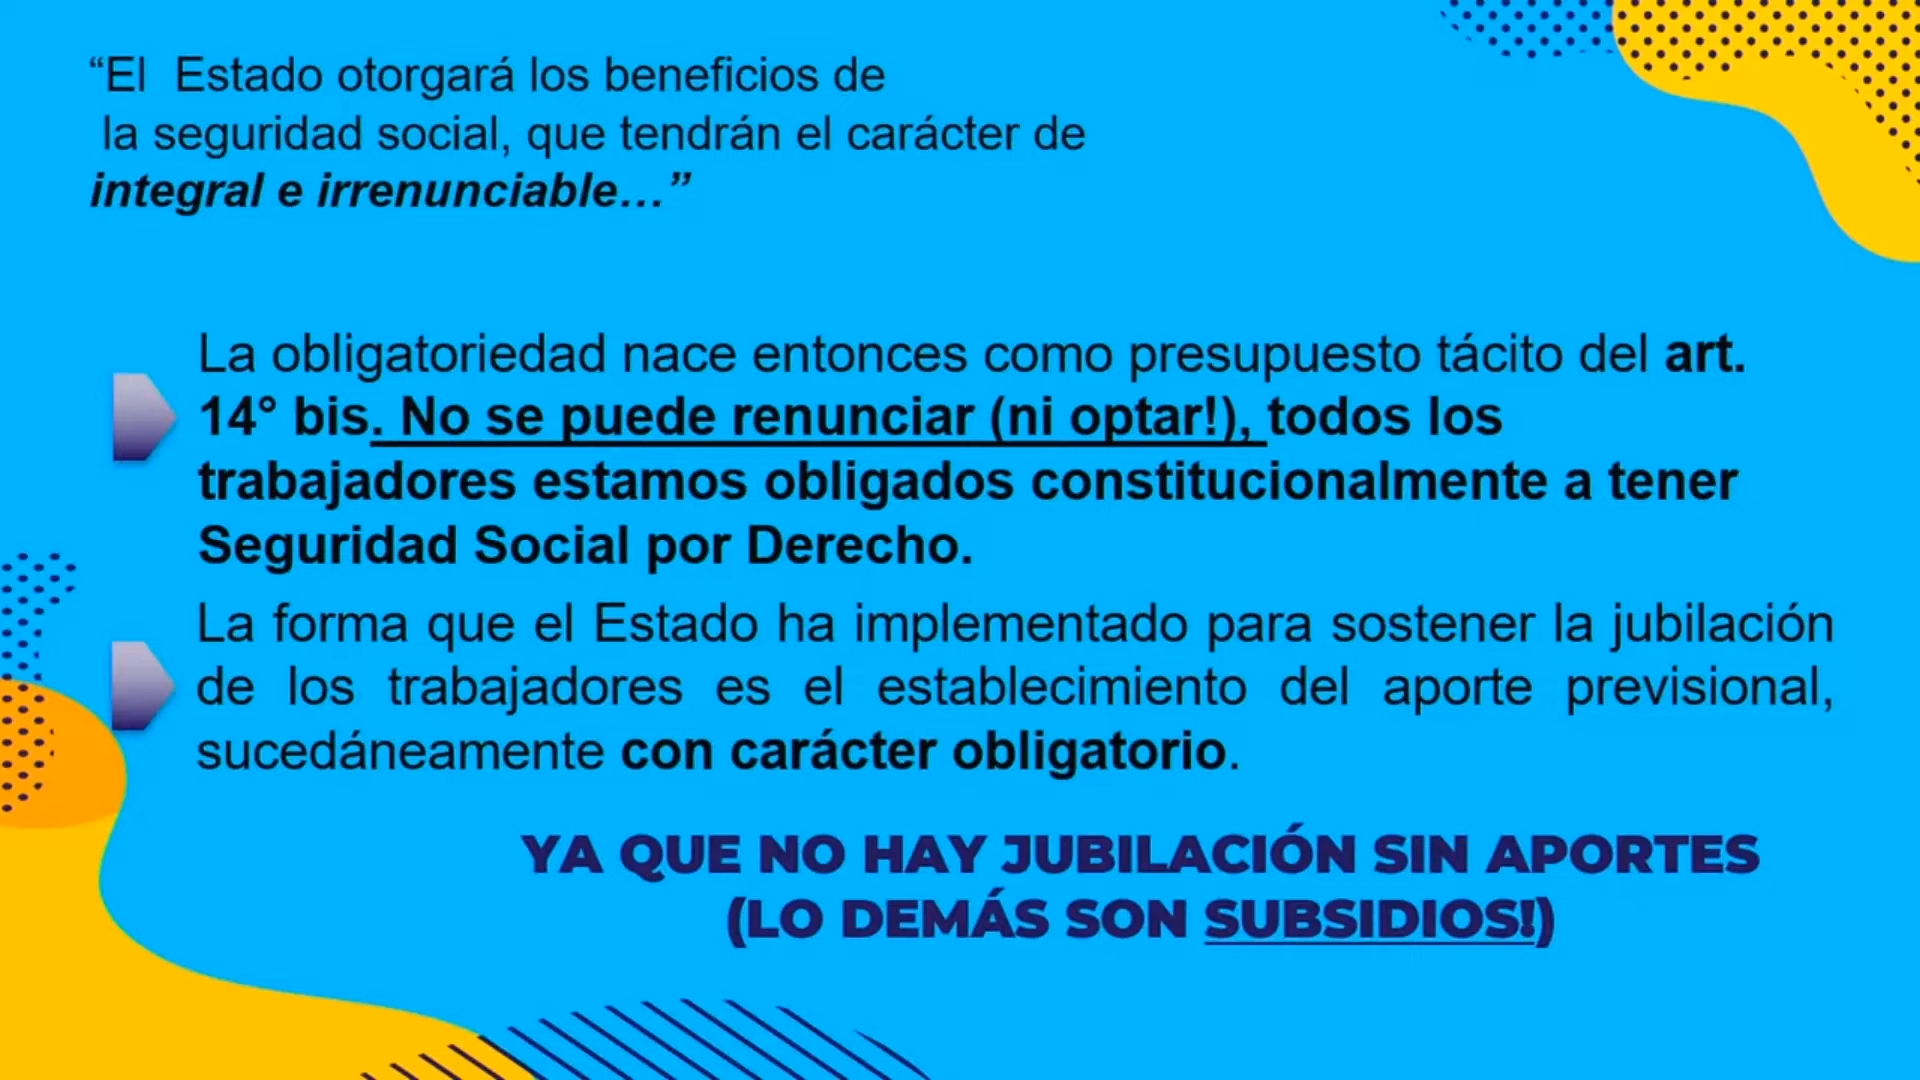 “El  Estado otorgará los beneficios de
la seguridad social, que tendrán el carácter de
integral e irrenunciable...”
La obligatoriedad nace entonces como presupuesto tácito del art.
14° bis. No se puede renunciar (ni optar!), todos los
trabajadores estamos obligados constitucionalmente a tener
Seguridad Social por Derecho.
La forma que el Estado ha implementado para sostener la jubilación
de los trabajadores es el establecimiento del aporte previsional,
sucedáneamente con carácter obligatorio.
YA QUE NO HAY JUBILACIÓN SIN APORTES
(LO DEMÁS SON SUBSIDIOS!)